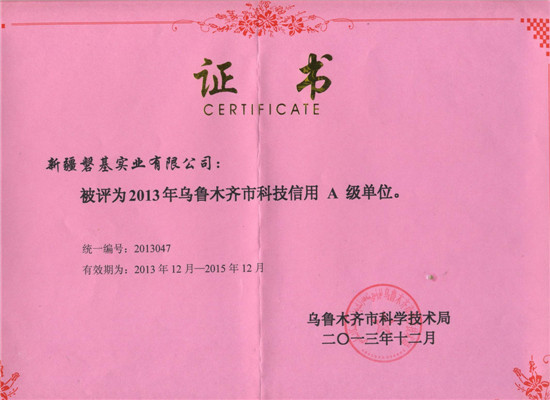 证 书
CERTIFICATE
新疆磐基实业有限公司：
被评为2013年乌鲁木齐市科技信用 A 级单位。
统一编号：2013047
有效期为：2013年12月—2015年12月
乌鲁木齐市科学技术局
二〇一三年十二月